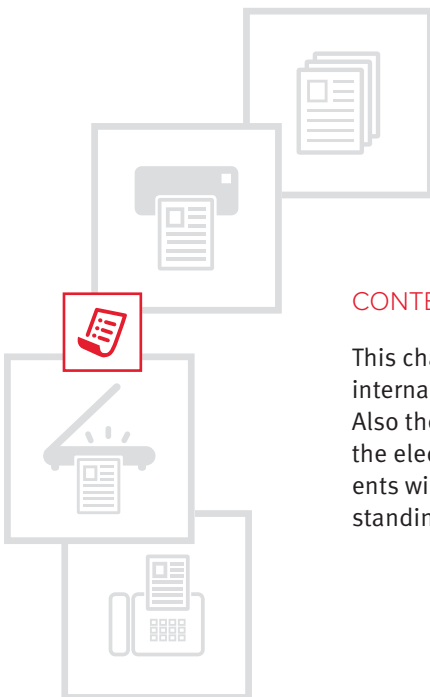 CONTE
This cha
interna
Also the
the elec
ents wi
standin